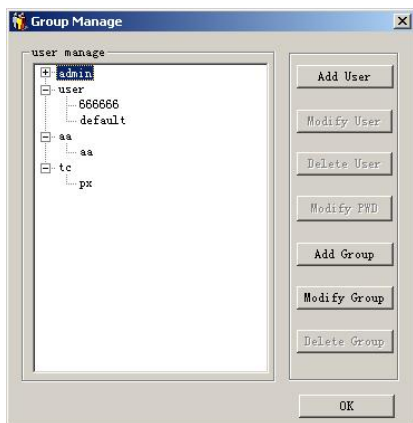 Group Manage
user manage
admin
user
666666
default
aa
aa
tc
px
Add User
Modify User
Delete User
Modify PWD
Add Group
Modify Group
Delete Group
OK